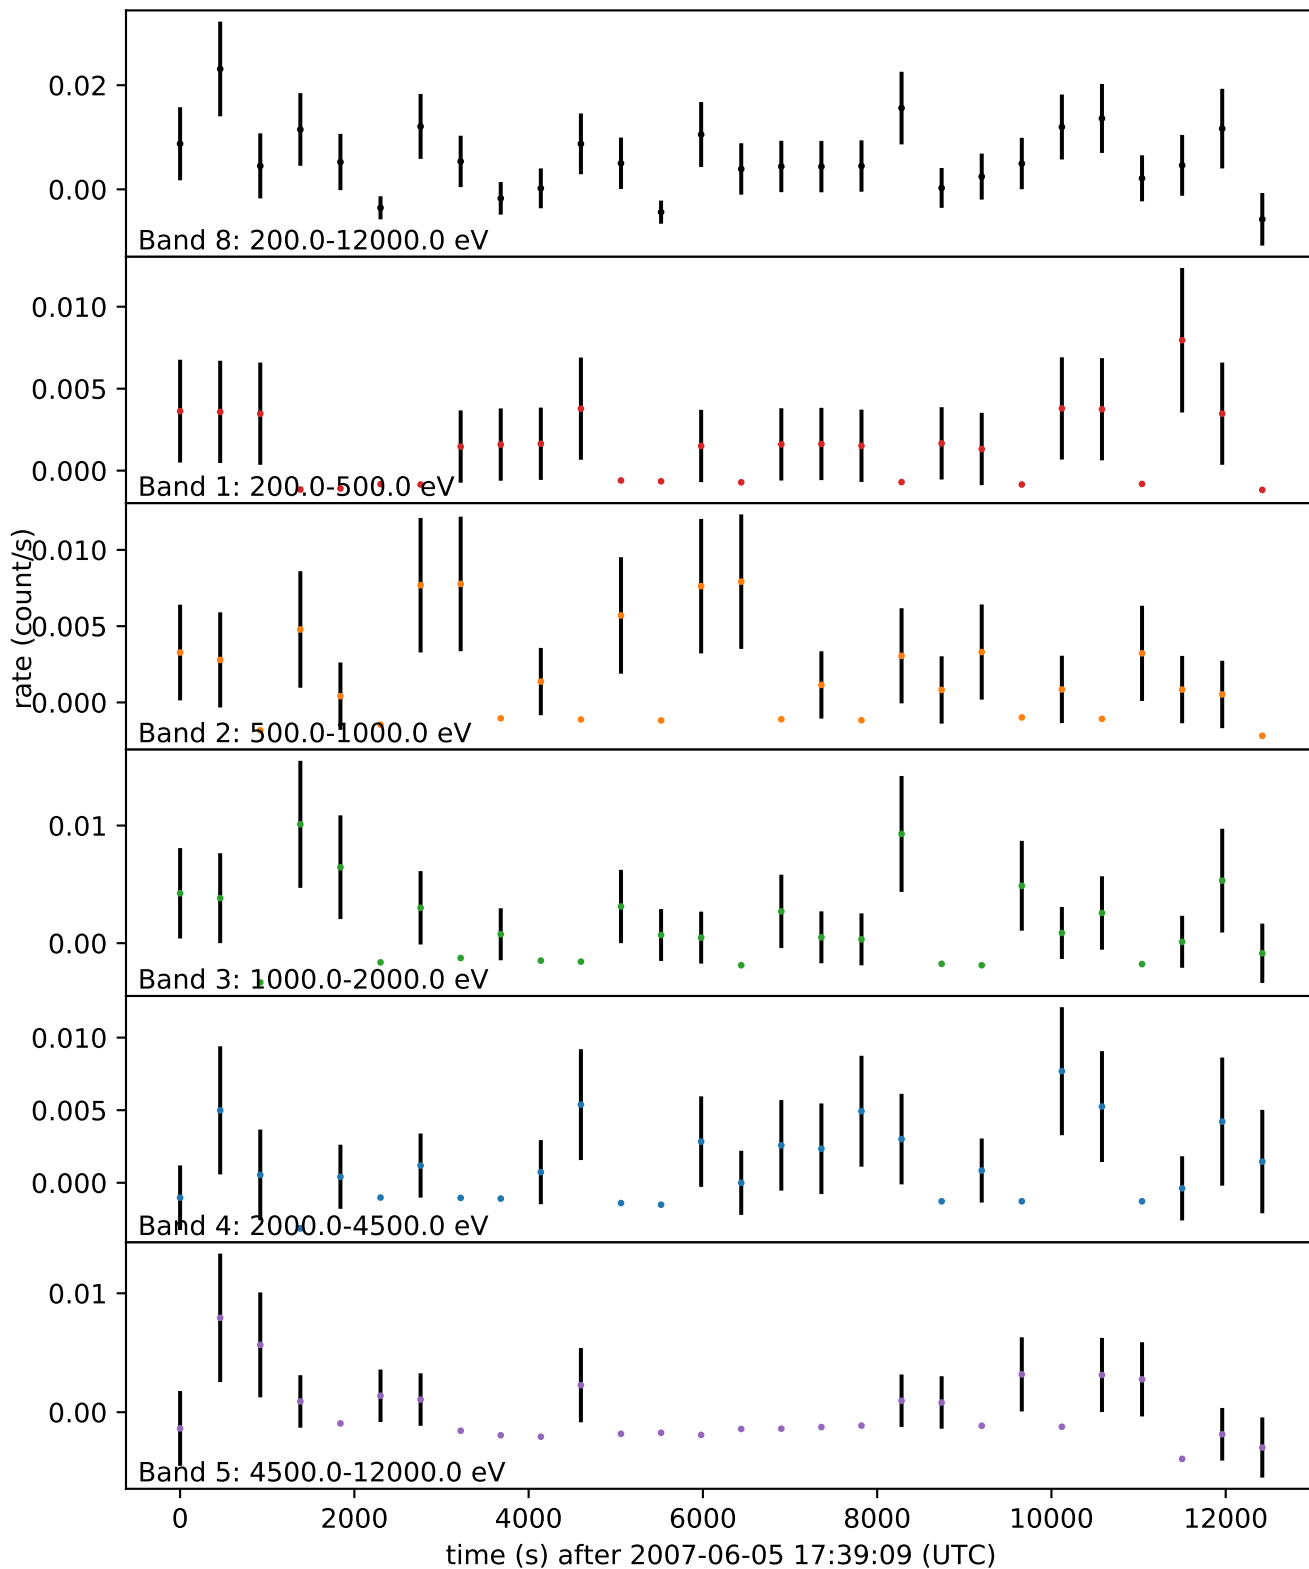 0.02
0.00
Band 8: 200.0-12000.0 eV
0.010
0.005
0.000
Band 1: 200.0-500.0 eV
rate (count/s)
0.010
0.005
0.000
Band 2: 500.0-1000.0 eV
0.01
0.00
Band 3: 1000.0-2000.0 eV
0.010
0.005
0.000
Band 4: 2000.0-4500.0 eV
0.01
0.00
Band 5: 4500.0-12000.0 eV
0 2000 4000 6000 8000 10000 12000
time (s) after 2007-06-05 17:39:09 (UTC)